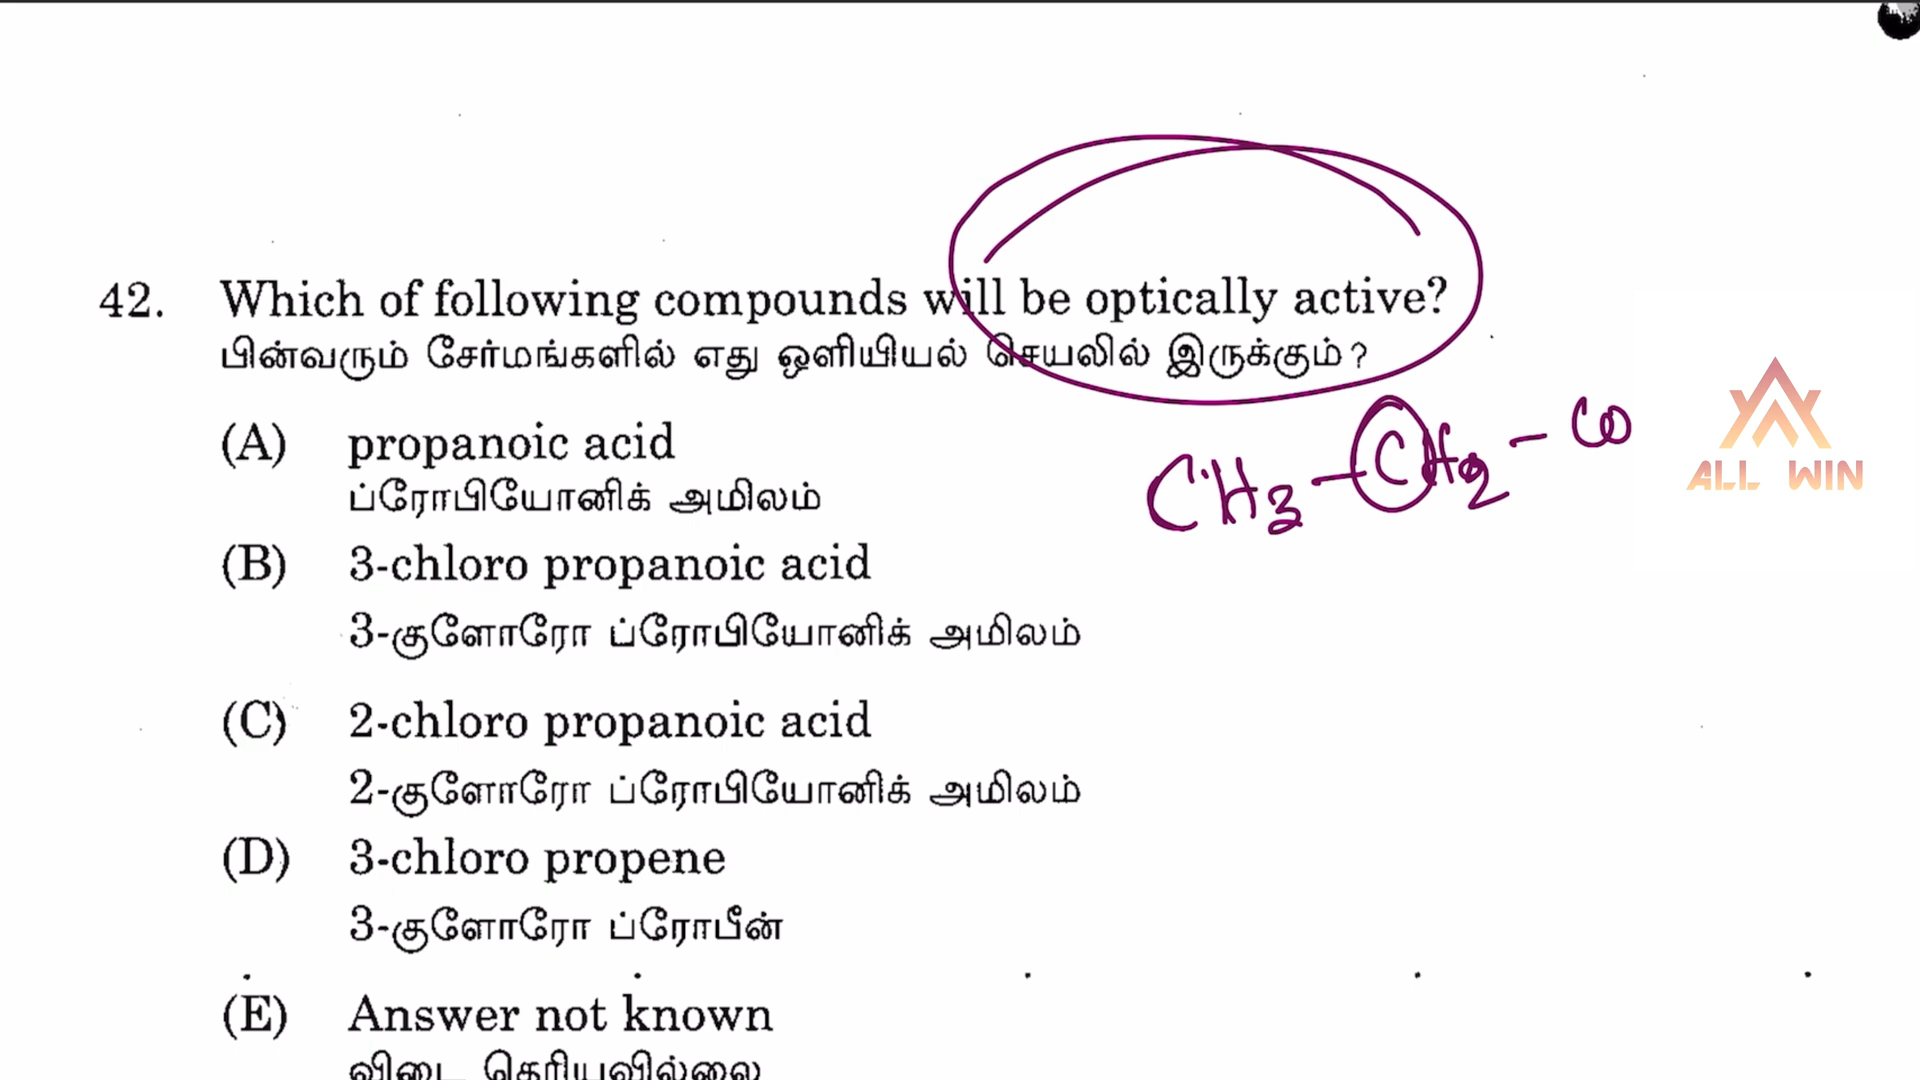 42. Which of following compounds will be optically active?
பின்வரும் சேர்மங்களில் எது ஒளியியல் செயலில் இருக்கும்?
(A) propanoic acid
ப்ரோபியோனிக் அமிலம்
CH3-CH2-CO
ALL WIN
(B) 3-chloro propanoic acid
3-குளோரோ ப்ரோபியோனிக் அமிலம்
(C) 2-chloro propanoic acid
2-குளோரோ ப்ரோபியோனிக் அமிலம்
(D) 3-chloro propene
3-குளோரோ ப்ரோபீன்
(E) Answer not known
விடை தெரியவில்லை